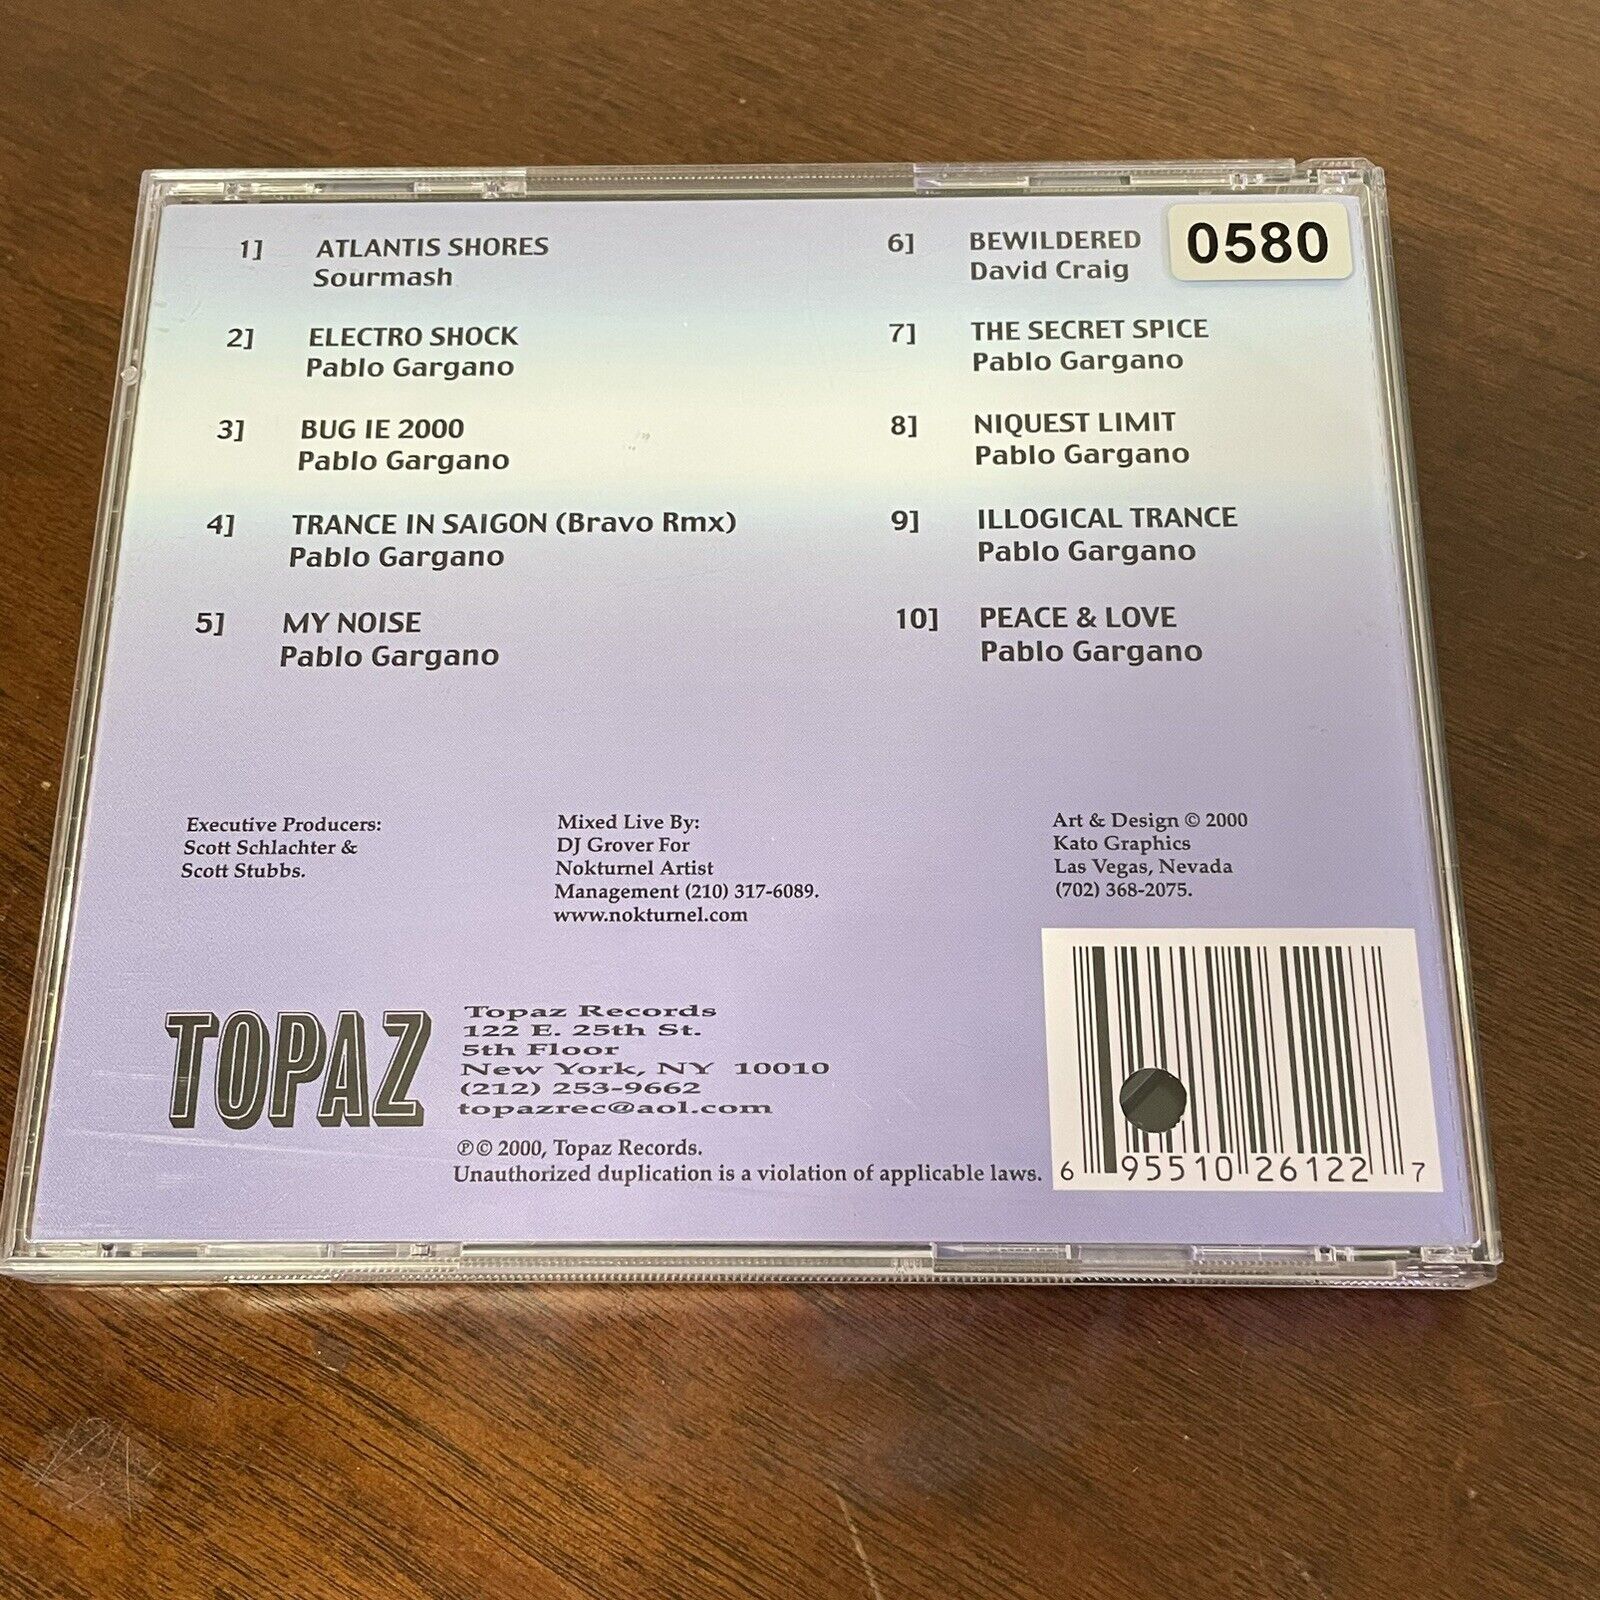 1] ATLANTIS SHORES
Sourmash
2] ELECTRO SHOCK
Pablo Gargano
3] BUG IE 2000
Pablo Gargano
4] TRANCE IN SAIGON (Bravo Rmx)
Pablo Gargano
5] MY NOISE
Pablo Gargano
6] BEWILDERED
David Craig
0580
7] THE SECRET SPICE
Pablo Gargano
8] NIQUEST LIMIT
Pablo Gargano
9] ILLOGICAL TRANCE
Pablo Gargano
10] PEACE & LOVE
Pablo Gargano
Executive Producers:
Scott Schlachter &
Scott Stubbs.
Mixed Live By:
DJ Grover For
Nokturnel Artist
Management (210) 317-6089.
www.nokturnel.com
Art & Design © 2000
Kato Graphics
Las Vegas, Nevada
(702) 368-2075.
TOPAZ
Topaz Records
122 E. 25th St.
5th Floor
New York, NY 10010
(212) 253-9662
topazrec@aol.com
℗© 2000, Topaz Records.
Unauthorized duplication is a violation of applicable laws.
6 95510 26122 7